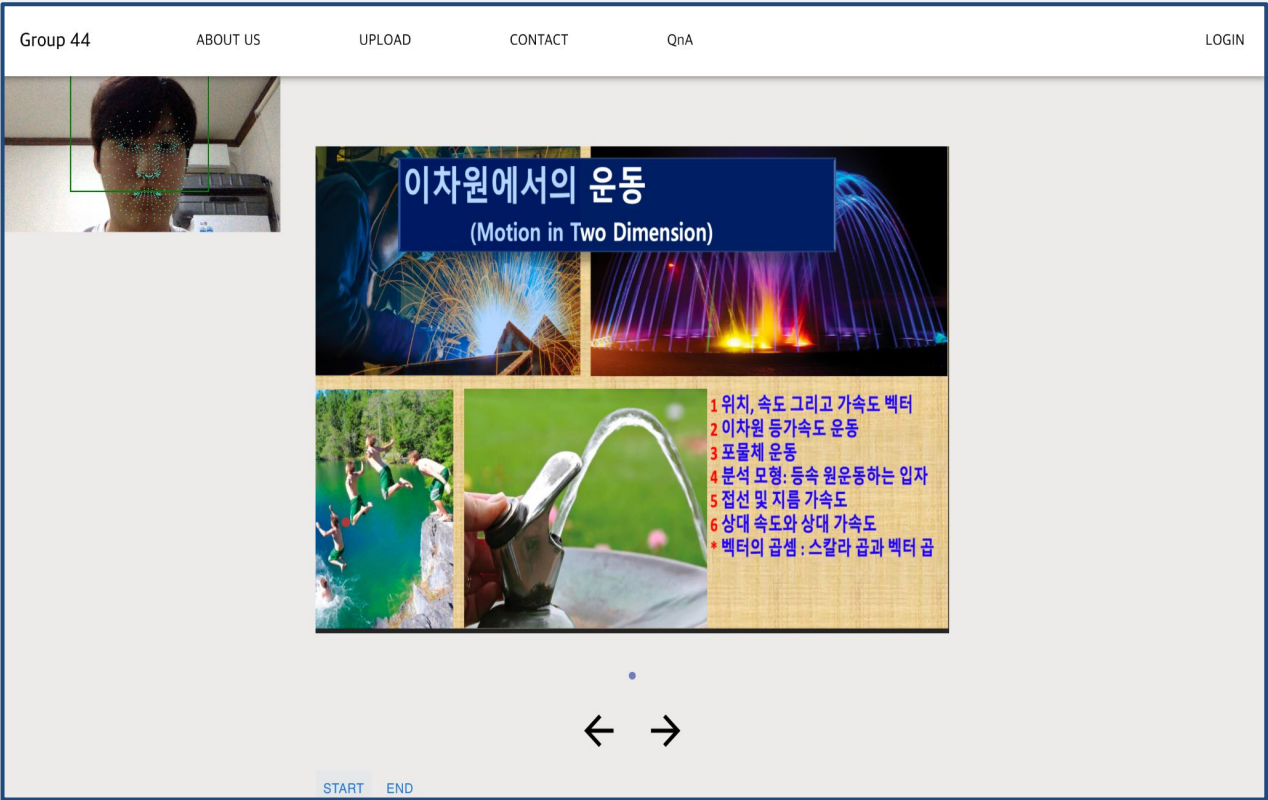 Group 44 ABOUT US UPLOAD CONTACT QnA LOGIN
이차원에서의 운동
(Motion in Two Dimension)
1 위치, 속도 그리고 가속도 벡터
2 이차원 등가속도 운동
3 포물체 운동
4 분석 모형: 등속 원운동하는 입자
5 접선 및 지름 가속도
6 상대 속도와 상대 가속도
* 벡터의 곱셈 : 스칼라 곱과 벡터 곱
START END